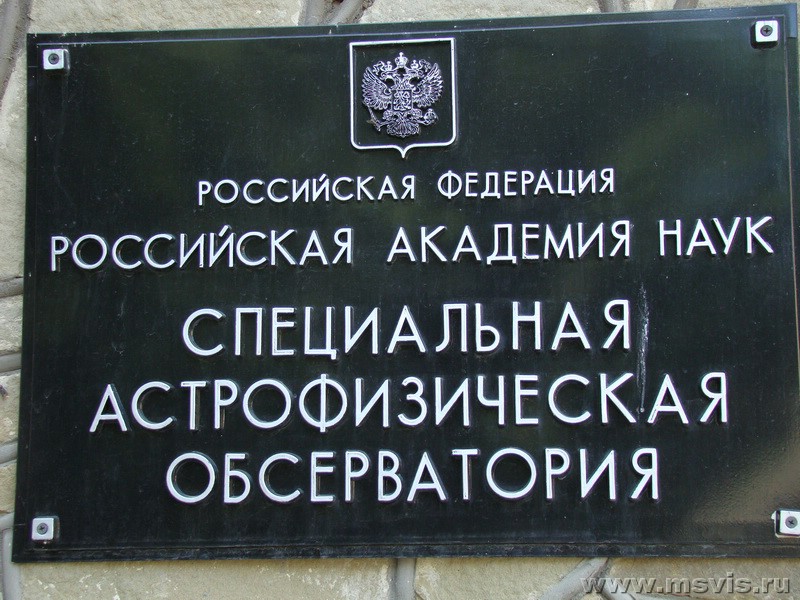 РОССИЙСКАЯ ФЕДЕРАЦИЯ
РОССИЙСКАЯ АКАДЕМИЯ НАУК
СПЕЦИАЛЬНАЯ
АСТРОФИЗИЧЕСКАЯ
ОБСЕРВАТОРИЯ
www.msvis.ru